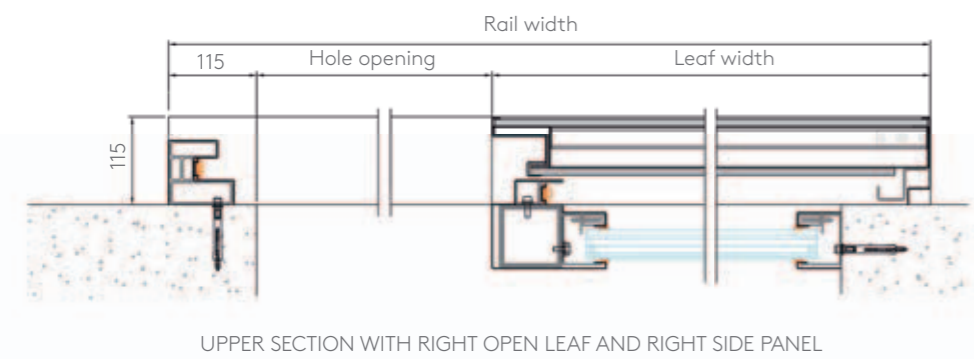 Rail width
115 Hole opening Leaf width
115
UPPER SECTION WITH RIGHT OPEN LEAF AND RIGHT SIDE PANEL